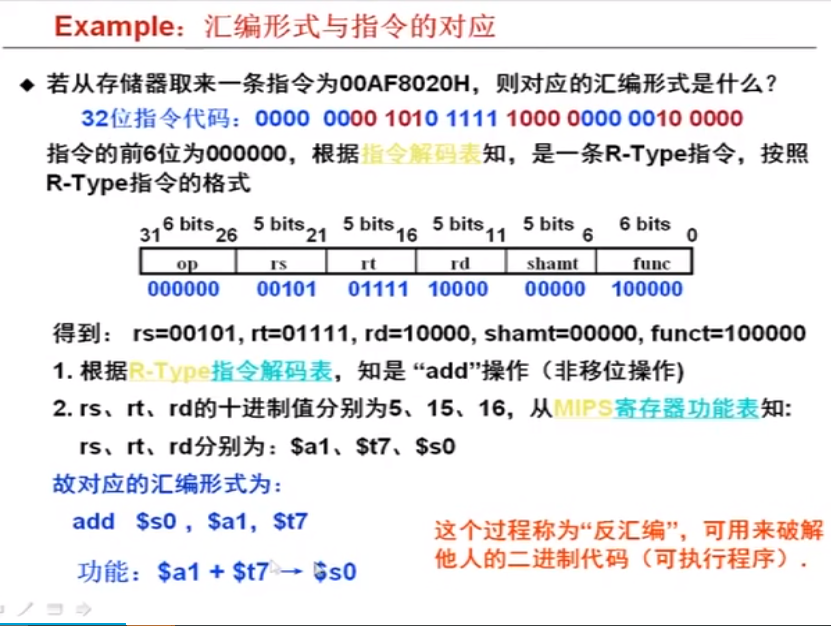 Example：汇编形式与指令的对应
◆ 若从存储器取来一条指令为00AF8020H，则对应的汇编形式是什么？
32位指令代码：0000 0000 1010 1111 1000 0000 0010 0000
指令的前6位为000000，根据指令解码表知，是一条R-Type指令，按照
R-Type指令的格式
31 6 bits 26 5 bits 21 5 bits 16 5 bits 11 5 bits 6 6 bits 0
op rs rt rd shamt func
000000 00101 01111 10000 00000 100000
得到： rs=00101, rt=01111, rd=10000, shamt=00000, funct=100000
1. 根据R-Type指令解码表，知是 “add”操作（非移位操作)
2. rs、rt、rd的十进制值分别为5、15、16，从MIPS寄存器功能表知:
rs、rt、rd分别为：$a1、$t7、$s0
故对应的汇编形式为：
add $s0 ，$a1，$t7
功能：$a1 + $t7 → $s0
这个过程称为“反汇编”，可用来破解
他人的二进制代码（可执行程序）.